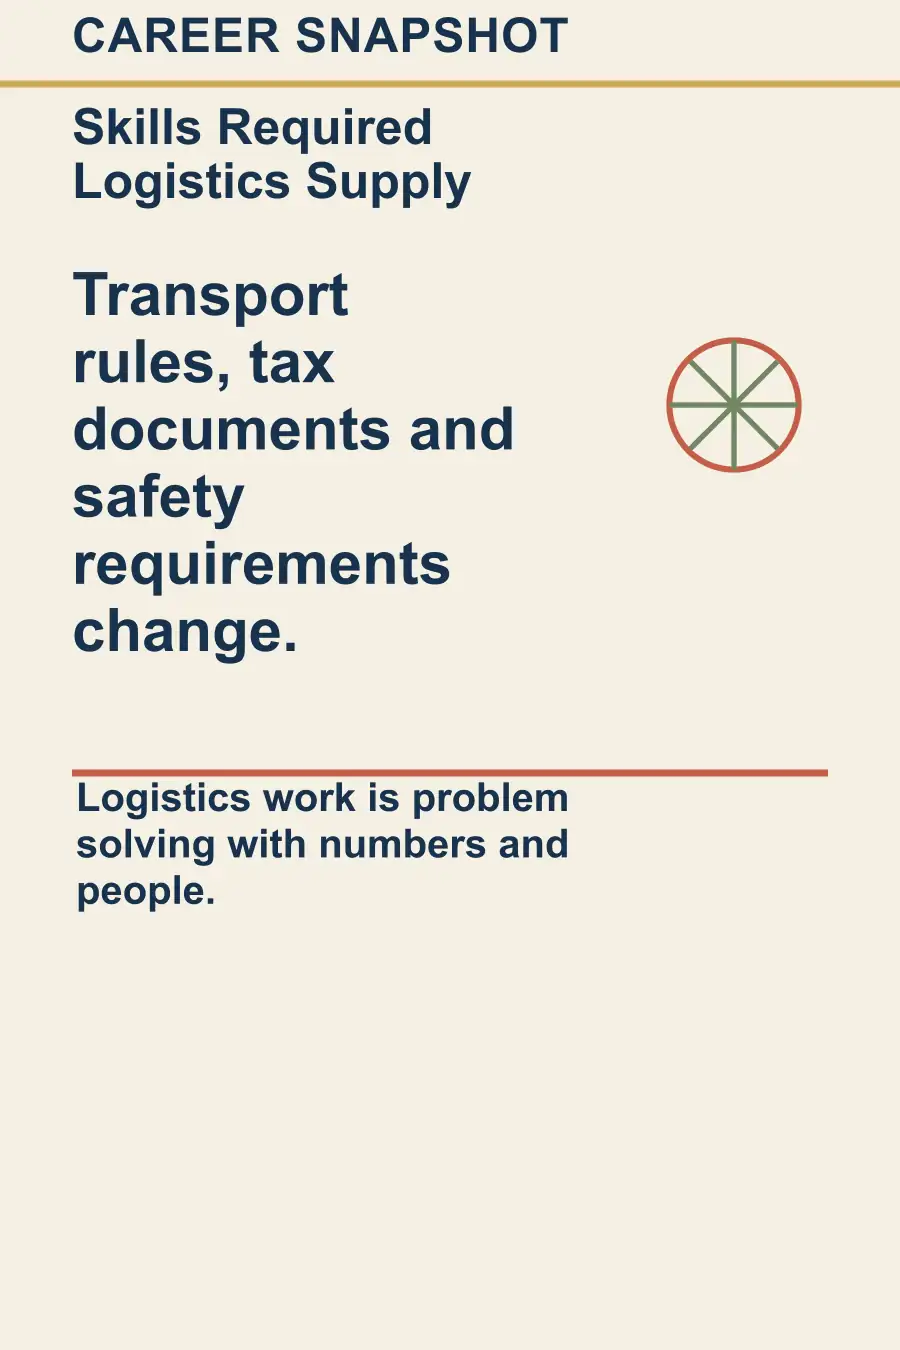 CAREER SNAPSHOT
Skills Required
Logistics Supply
Transport
rules, tax
documents and
safety
requirements
change.
Logistics work is problem
solving with numbers and
people.